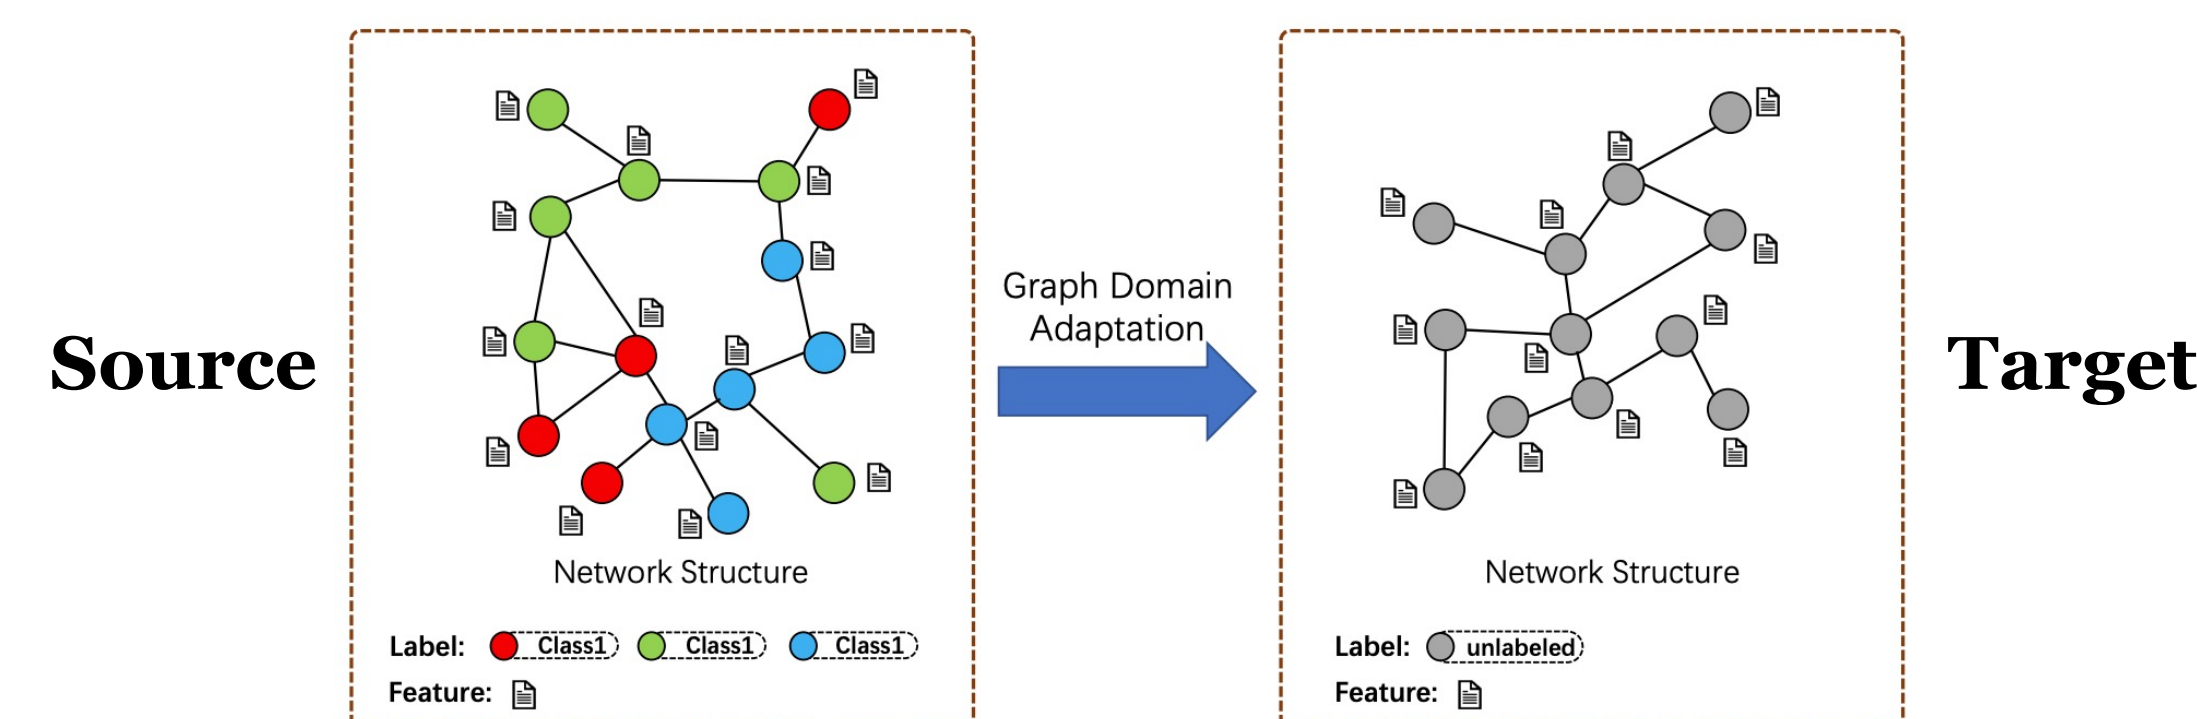 Source
Graph Domain
Adaptation
Target
Network Structure
Label: Class1 Class1 Class1
Feature:
Network Structure
Label: unlabeled
Feature: